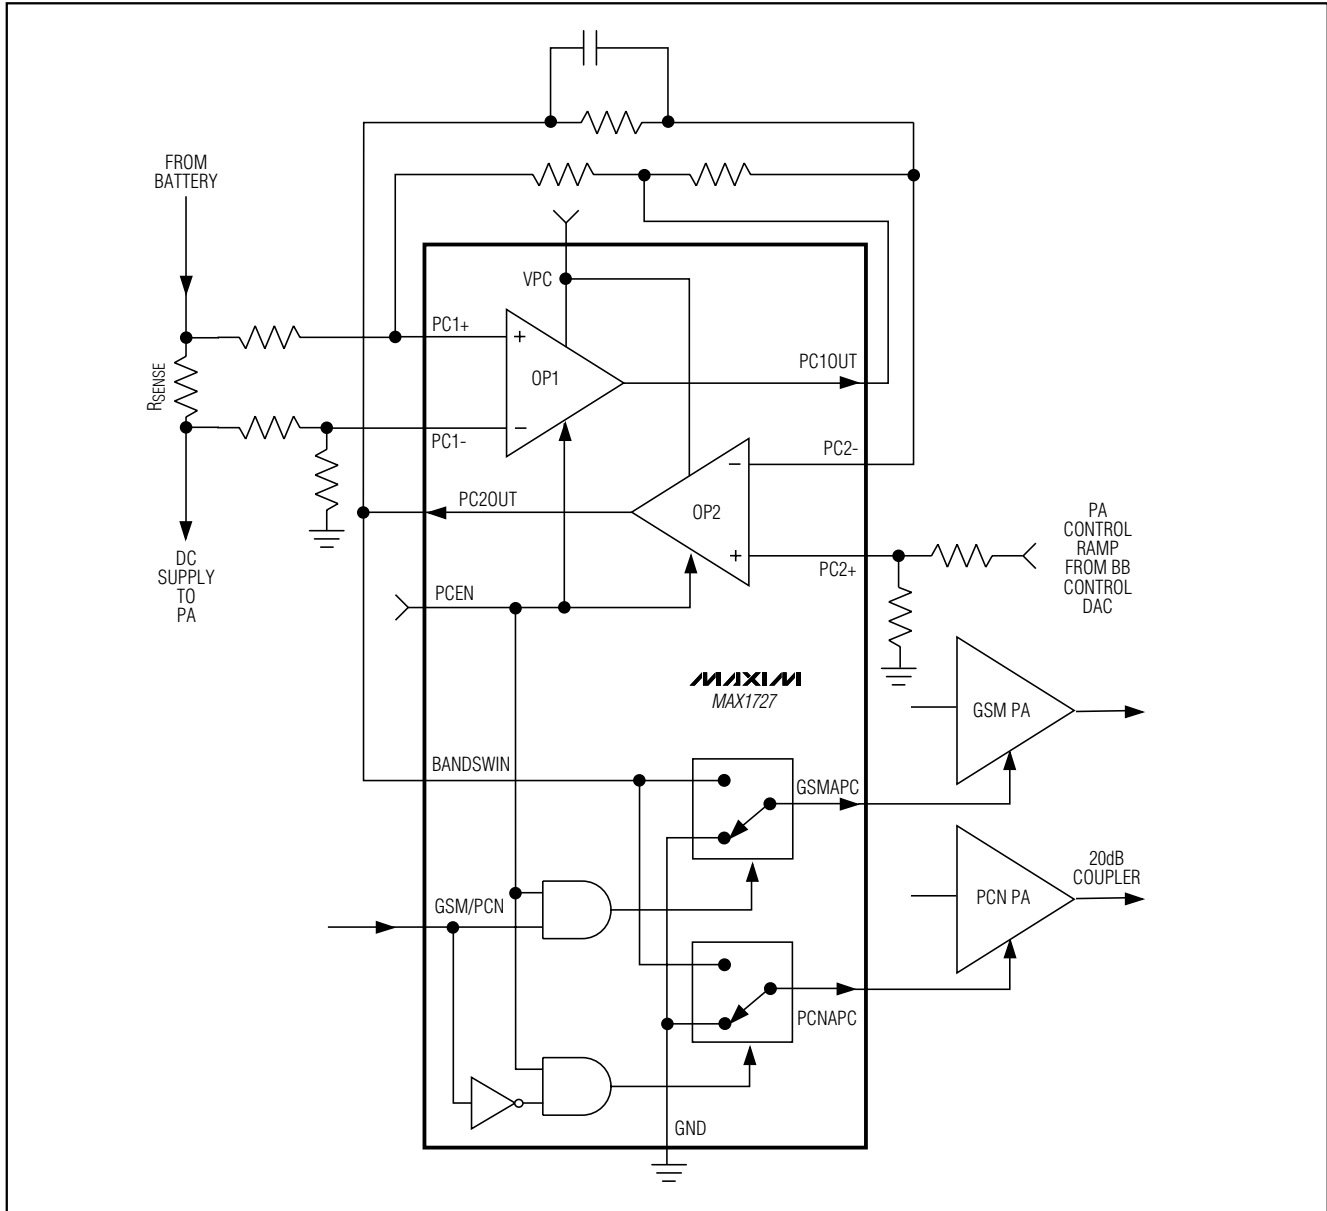 FROM
BATTERY
VPC
PC1+
+
OP1
PC1OUT
RSENSE
−
PC1-
PC2-
−
PC2OUT
OP2
PA
CONTROL
RAMP
FROM BB
CONTROL
DAC
+
PC2+
DC
SUPPLY
TO
PA
PCEN
MAXIM
MAX1727
GSM PA
BANDSWIN
GSMAPC
20dB
COUPLER
PCN PA
GSM/PCN
PCNAPC
GND